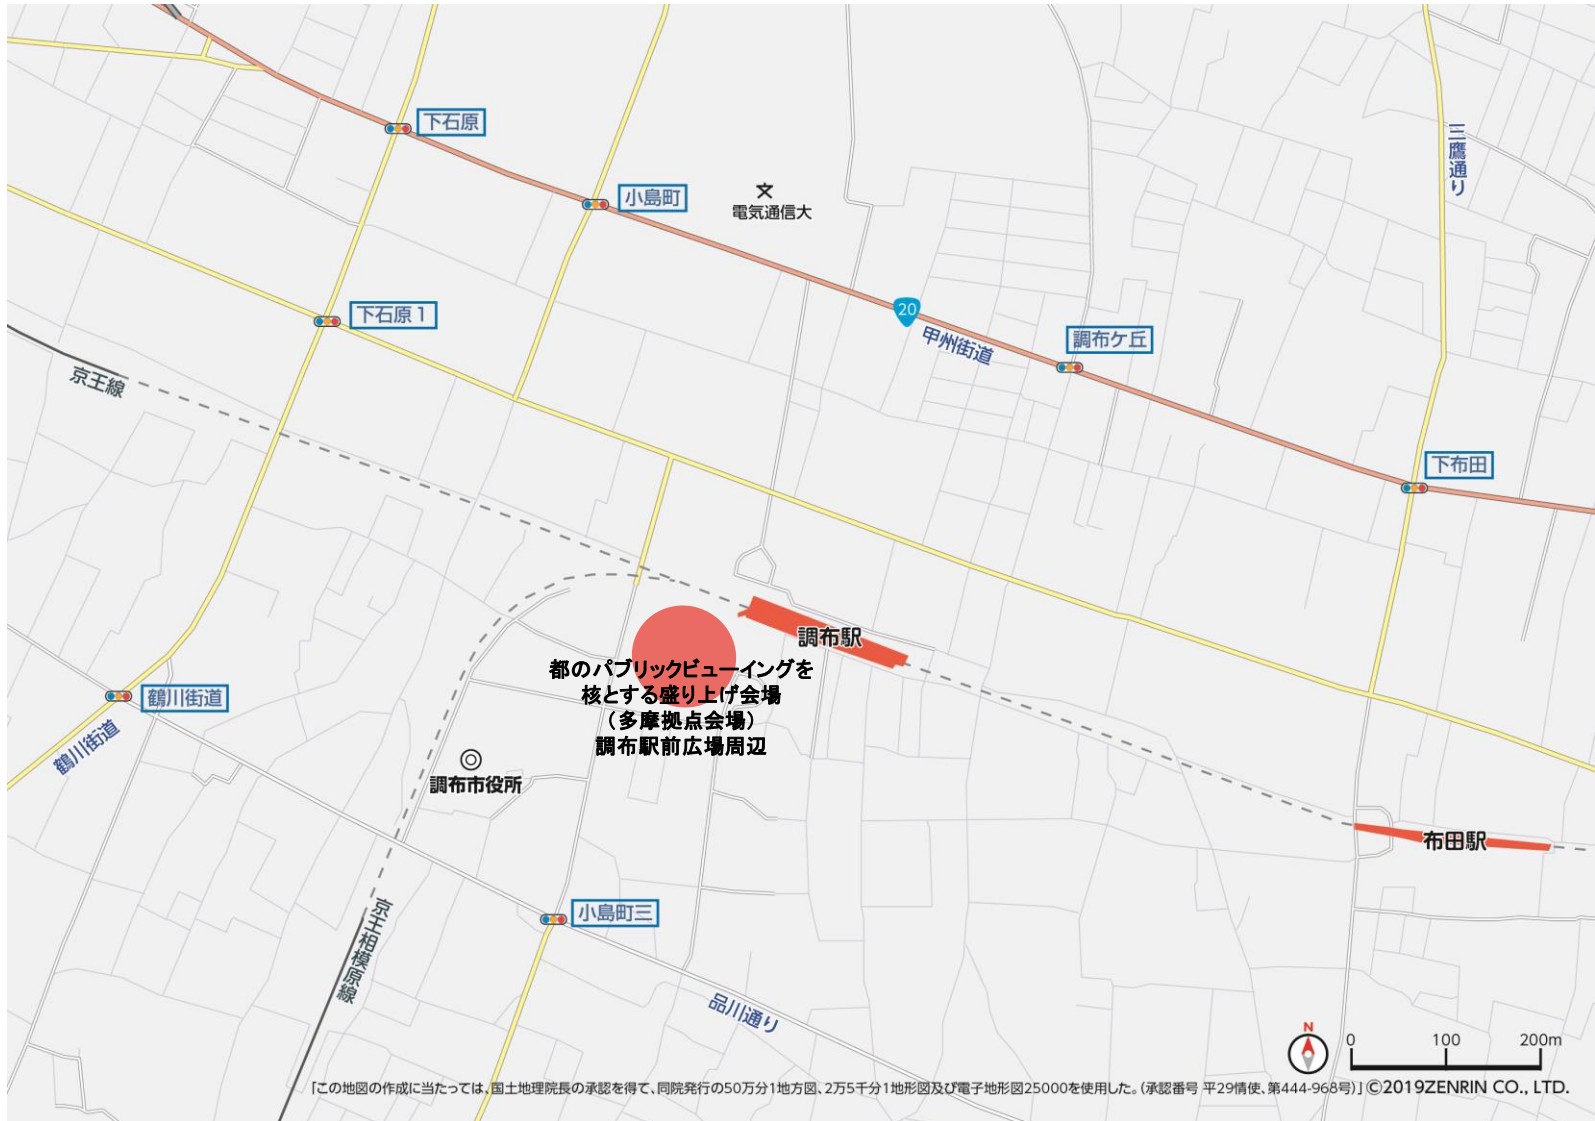 下石原
三鷹通り
小島町
文
電気通信大
下石原1
20
甲州街道
調布ケ丘
京王線
下布田
調布駅
都のパブリックビューイングを
核とする盛り上げ会場
（多摩拠点会場）
調布駅前広場周辺
鶴川街道
鶴川街道
調布市役所
布田駅
小島町三
京王相模原線
品川通り
N
0 100 200m
「この地図の作成に当たっては、国土地理院長の承認を得て、同院発行の50万分1地方図、2万5千分1地形図及び電子地形図25000を使用した。（承認番号 平29情使、第444-968号）」©2019ZENRIN CO., LTD.